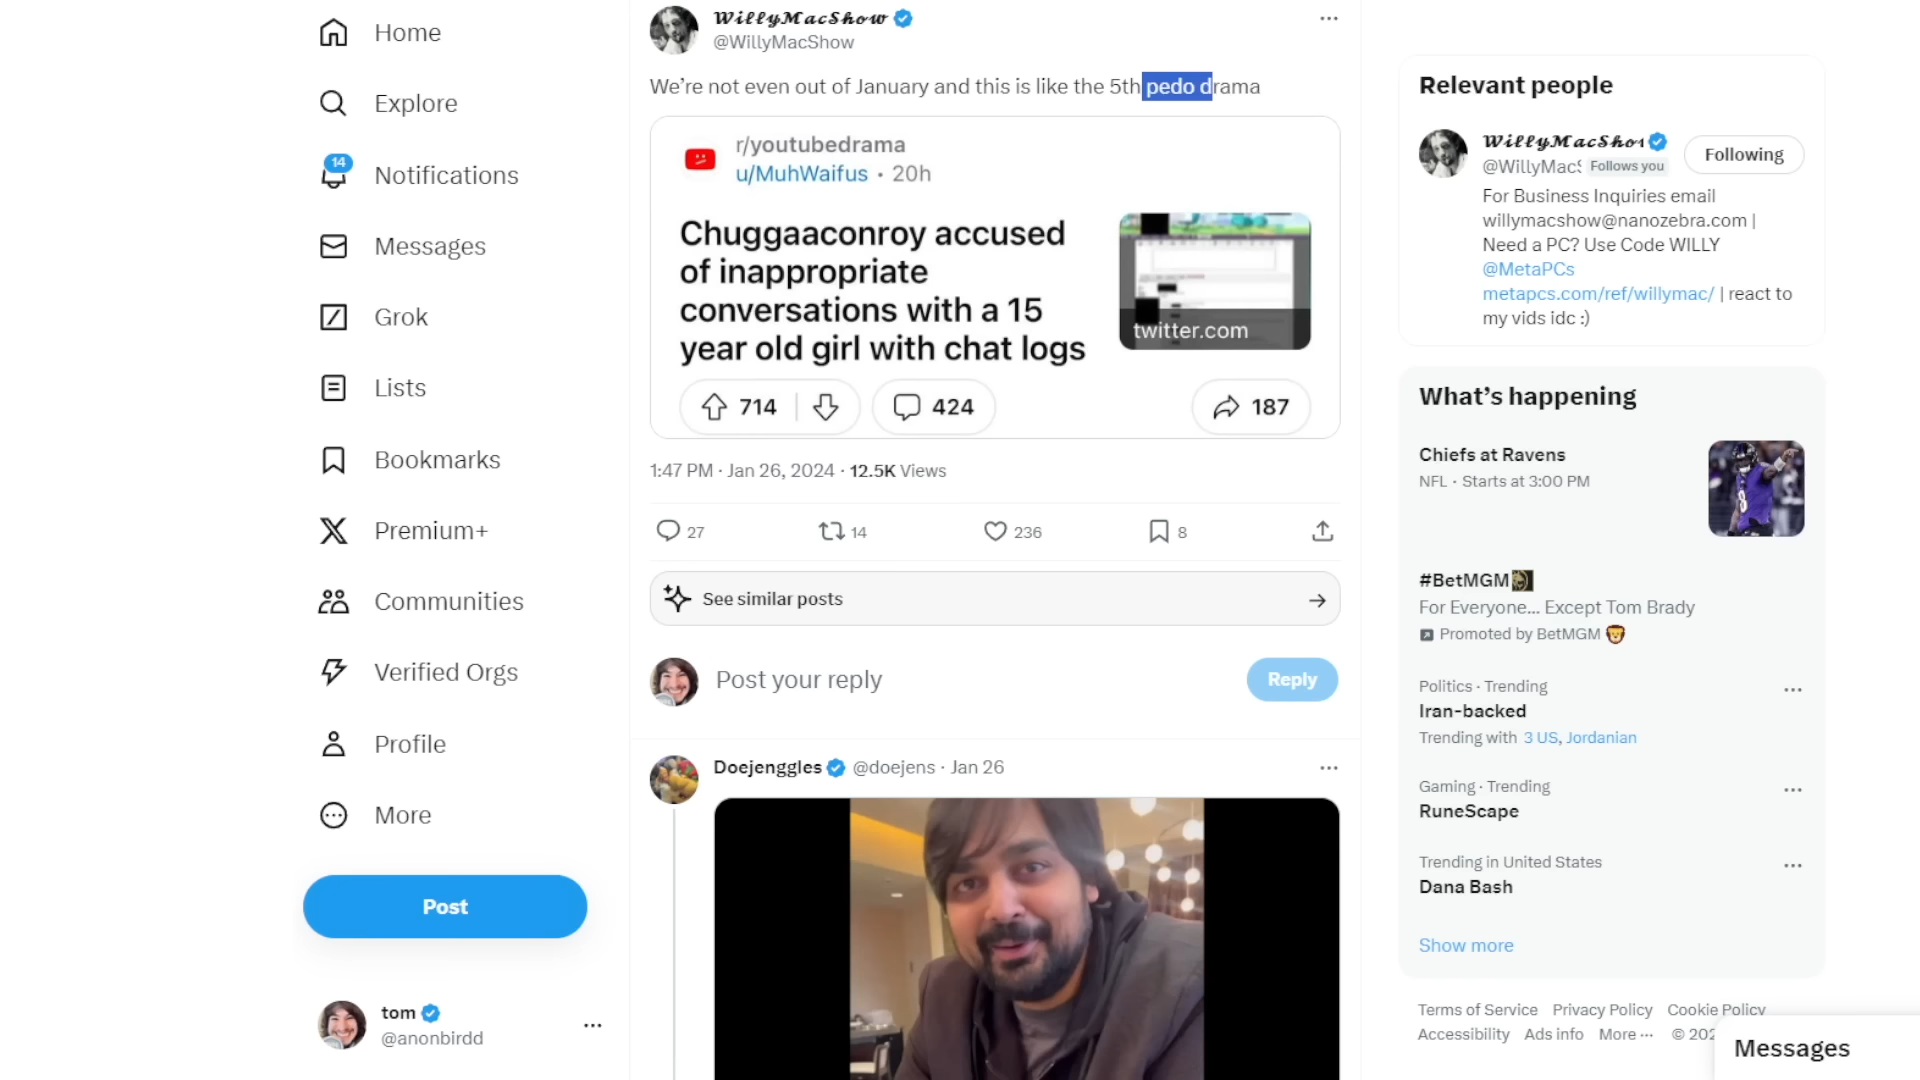 Home
Explore
14
Notifications
Messages
Grok
Lists
Bookmarks
Premium+
Communities
Verified Orgs
Profile
More
Post
tom
@anonbirdd
𝓦𝓲𝓵𝓵𝔂𝓜𝓪𝓬𝓢𝓱𝓸𝔀
@WillyMacShow
We’re not even out of January and this is like the 5th pedo drama
r/youtubedrama
u/MuhWaifus · 20h
Chuggaaconroy accused
of inappropriate
conversations with a 15
year old girl with chat logs
twitter.com
714
424
187
1:47 PM · Jan 26, 2024 · 12.5K Views
27
14
236
8
See similar posts
Post your reply
Reply
Doejenggles @doejens · Jan 26
Relevant people
𝓦𝓲𝓵𝓵𝔂𝓜𝓪𝓬𝓢𝓱𝓸
Following
@WillyMac Follows you
For Business Inquiries email
willymacshow@nanozebra.com |
Need a PC? Use Code WILLY
@MetaPCs
metapcs.com/ref/willymac/ | react to
my vids idc :)
What’s happening
Chiefs at Ravens
NFL · Starts at 3:00 PM
8
#BetMGM
For Everyone... Except Tom Brady
Promoted by BetMGM
Politics · Trending
Iran-backed
Trending with 3 US, Jordanian
Gaming · Trending
RuneScape
Trending in United States
Dana Bash
Show more
Terms of Service Privacy Policy Cookie Policy
Accessibility Ads info More ··· © 202
Messages